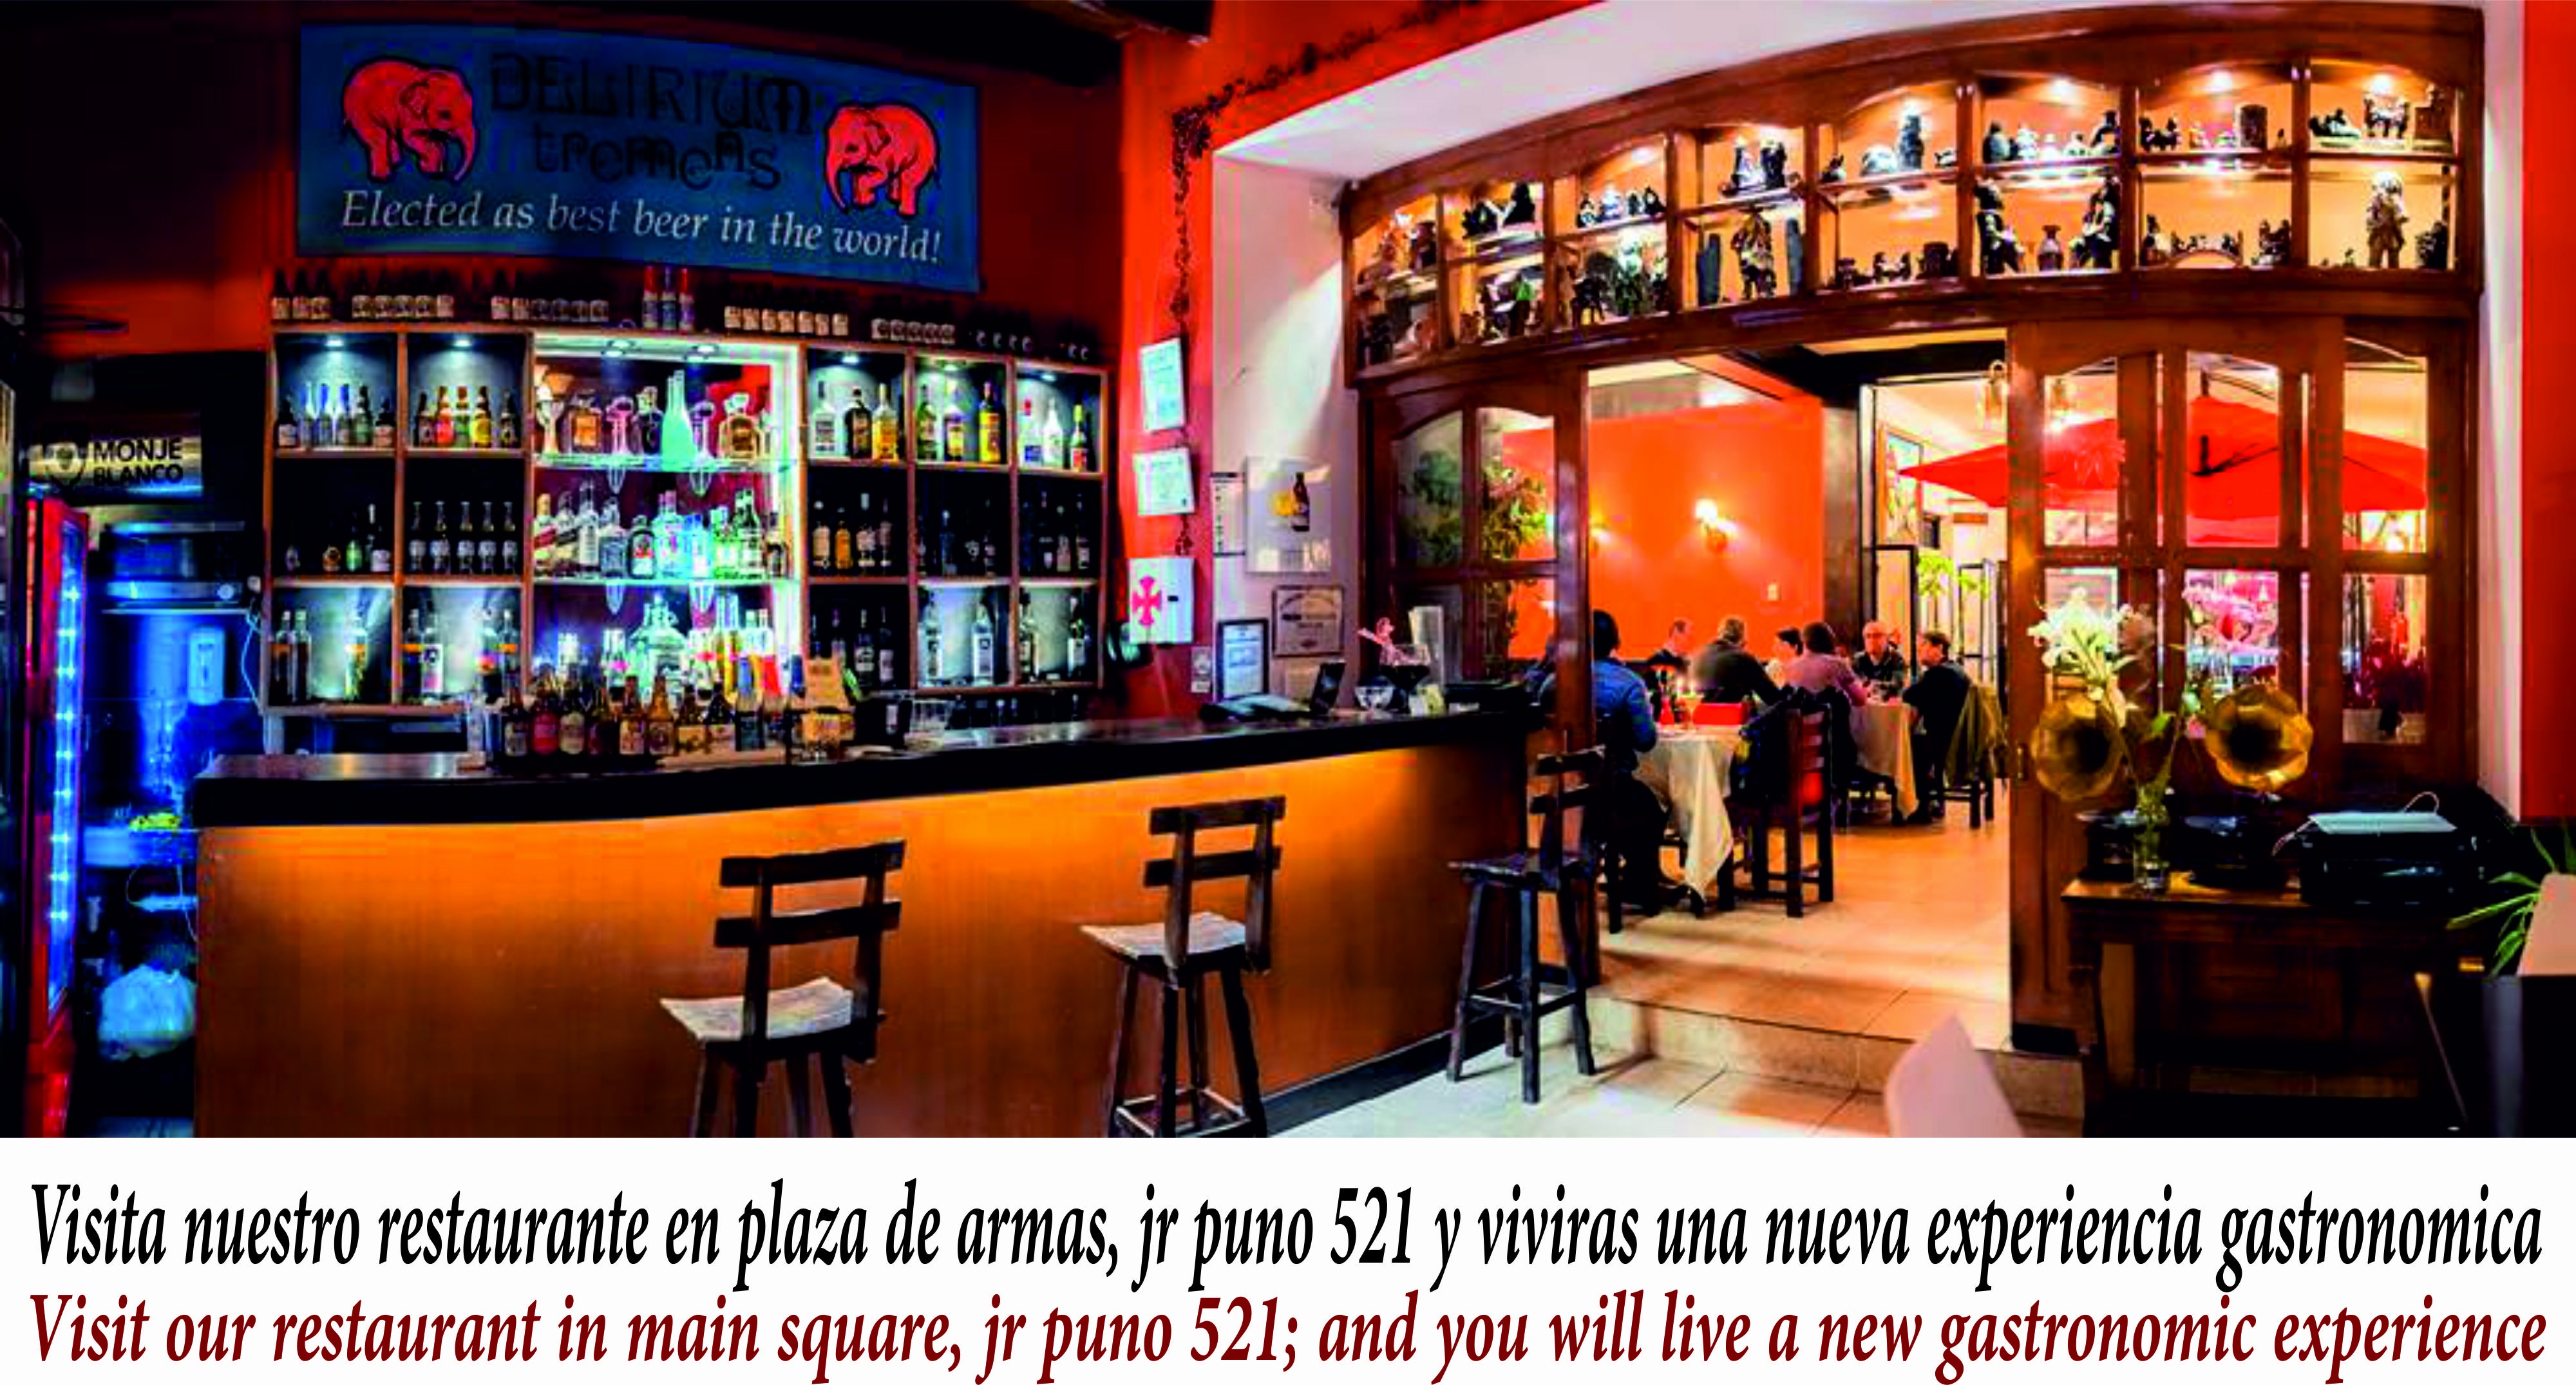 DELIRIUM
tremens
Elected as best beer in the world!
MONJE
BLANCO
Visita nuestro restaurante en plaza de armas, jr puno 521 y viviras una nueva experiencia gastronomica
Visit our restaurant in main square, jr puno 521; and you will live a new gastronomic experience